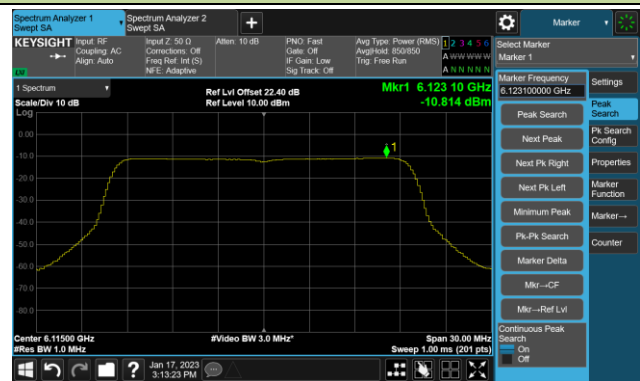 Spectrum Analyzer 1
Swept SA
Spectrum Analyzer 2
Swept SA
+
Marker
KEYSIGHT
Input: RF
Coupling: AC
Align: Auto
Input Z: 50 Ω
Corrections: Off
Freq Ref: Int (S)
NFE: Adaptive
Atten: 10 dB
PNO: Fast
Gate: Off
IF Gain: Low
Sig Track: Off
Avg Type: Power (RMS)
Avg|Hold: 850/850
Trig: Free Run
1 2 3 4 5 6
A W W W W W
A N N N N N
LW
Select Marker
Marker 1
1 Spectrum
Scale/Div 10 dB
Log
Ref Lvl Offset 22.40 dB
Ref Level 10.00 dBm
Mkr1 6.123 10 GHz
-10.814 dBm
1
0.00
-10.0
-20.0
-30.0
-40.0
-50.0
-60.0
-70.0
-80.0
Center 6.11500 GHz
#Res BW 1.0 MHz
#Video BW 3.0 MHz*
Span 30.00 MHz
Sweep 1.00 ms (201 pts)
Marker Frequency
6.123100000 GHz
Peak Search
Next Peak
Next Pk Right
Next Pk Left
Minimum Peak
Pk-Pk Search
Marker Delta
Mkr→CF
Mkr→Ref Lvl
Continuous Peak
Search
On
Off
Settings
Peak
Search
Pk Search
Config
Properties
Marker
Function
Marker→
Counter
?
Jan 17, 2023
3:13:23 PM